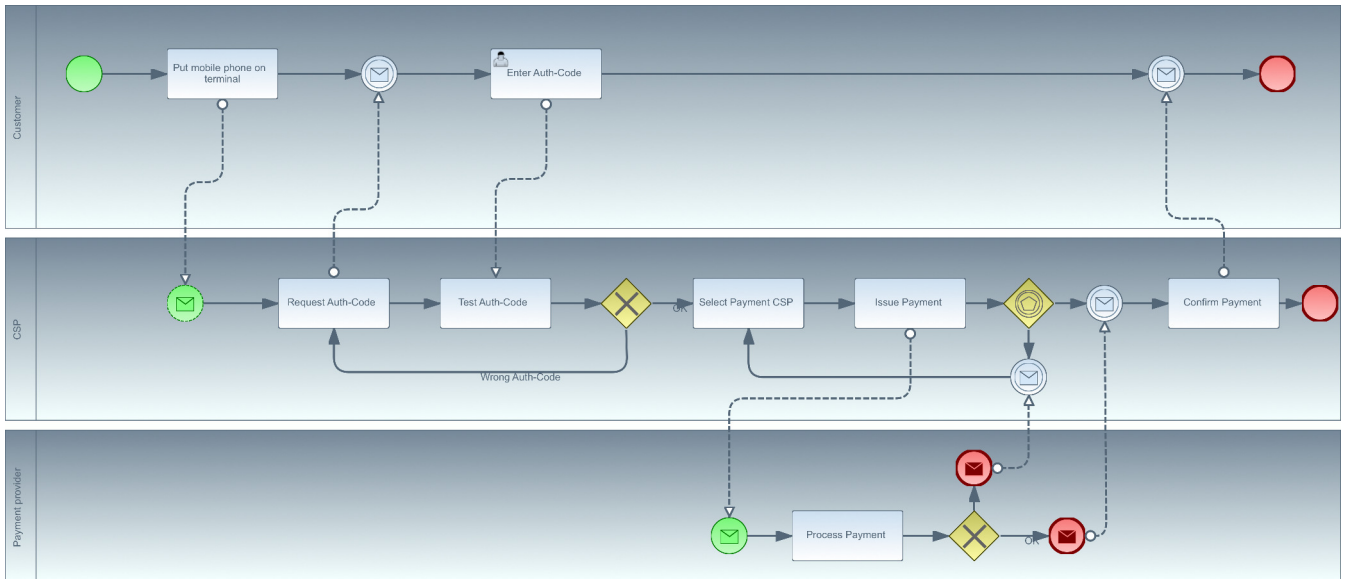 Customer
Put mobile phone on
terminal
Enter Auth-Code
CSP
Request Auth-Code
Test Auth-Code
OK
Select Payment CSP
Issue Payment
Confirm Payment
Wrong Auth-Code
Payment provider
Process Payment
OK